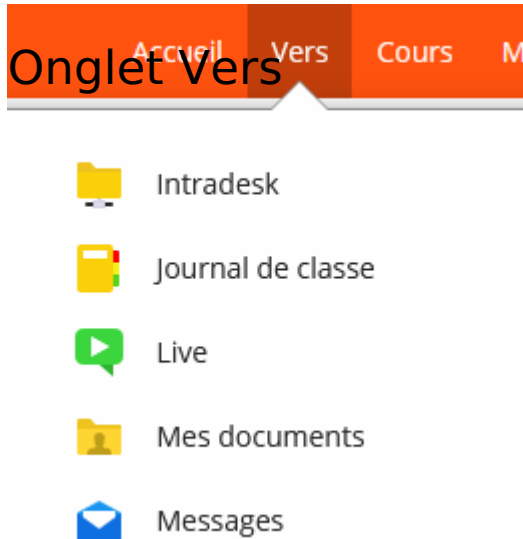 Accueil Vers Cours M
Onglet Vers
Intradesk
Journal de classe
Live
Mes documents
Messages